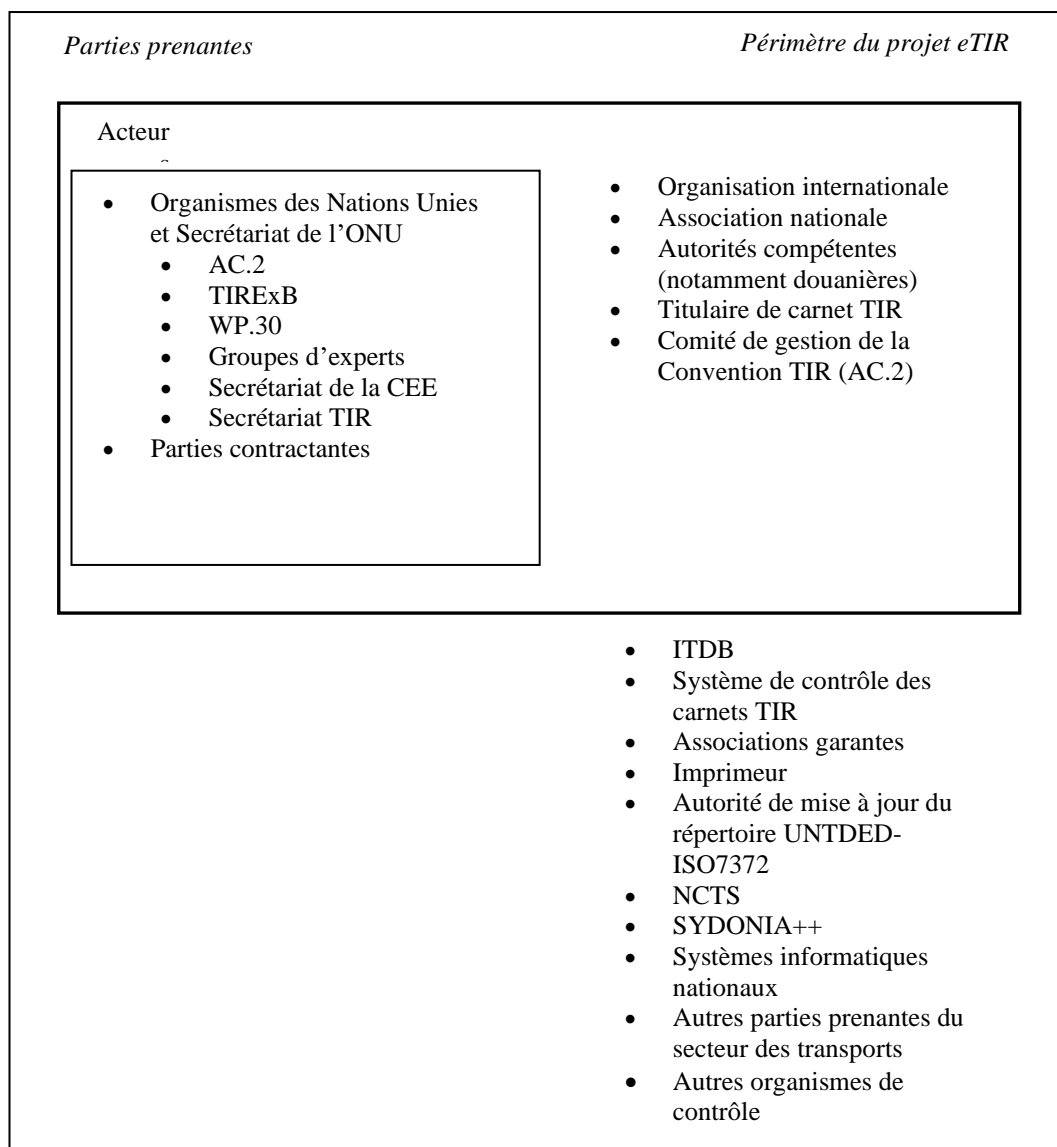 Parties prenantes
Périmètre du projet eTIR
Acteur
• Organismes des Nations Unies
et Secrétariat de l'ONU
• AC.2
• TIRExB
• WP.30
• Groupes d'experts
• Secrétariat de la CEE
• Secrétariat TIR
• Parties contractantes
• Organisation internationale
• Association nationale
• Autorités compétentes
(notamment douanières)
• Titulaire de carnet TIR
• Comité de gestion de la
Convention TIR (AC.2)
• ITDB
• Système de contrôle des
carnets TIR
• Associations garantes
• Imprimeur
• Autorité de mise à jour du
répertoire UNTDED-
ISO7372
• NCTS
• SYDONIA++
• Systèmes informatiques
nationaux
• Autres parties prenantes du
secteur des transports
• Autres organismes de
contrôle